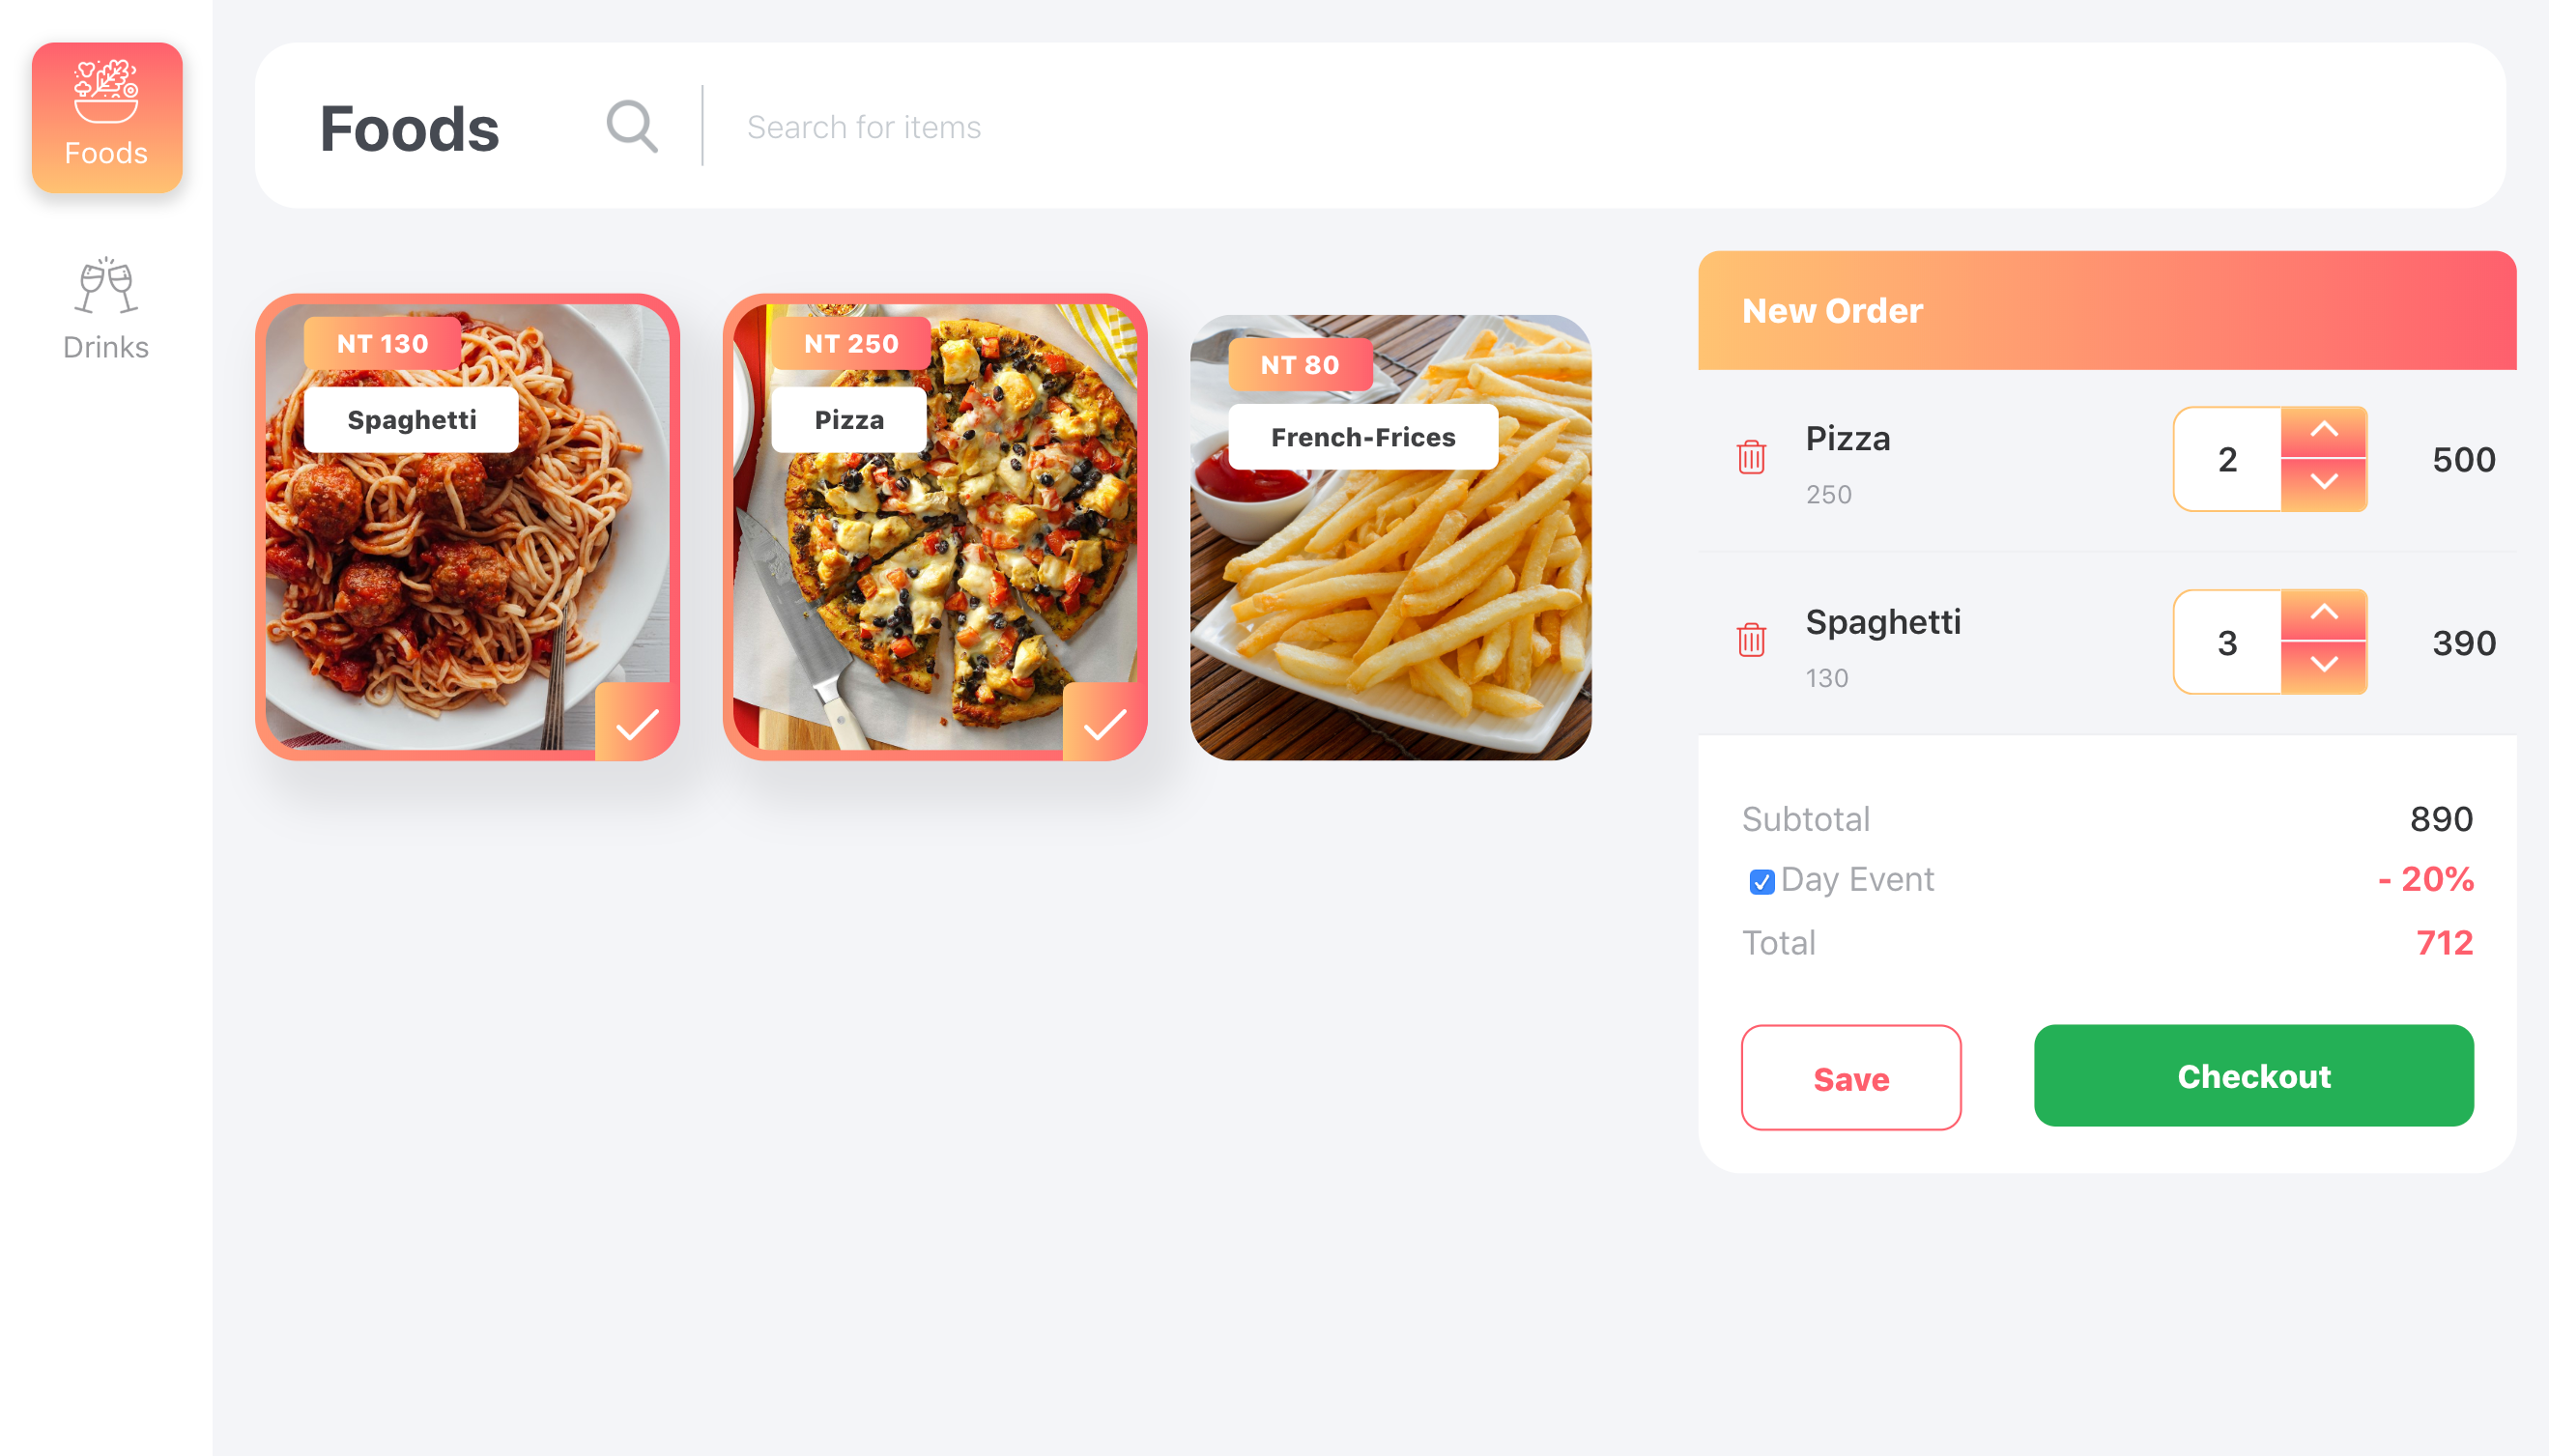 Foods
Drinks
Foods
Search for items
NT 130
Spaghetti
NT 250
Pizza
NT 80
French-Frices
New Order
Pizza
250
2
500
Spaghetti
130
3
390
Subtotal
890
Day Event
- 20%
Total
712
Save
Checkout